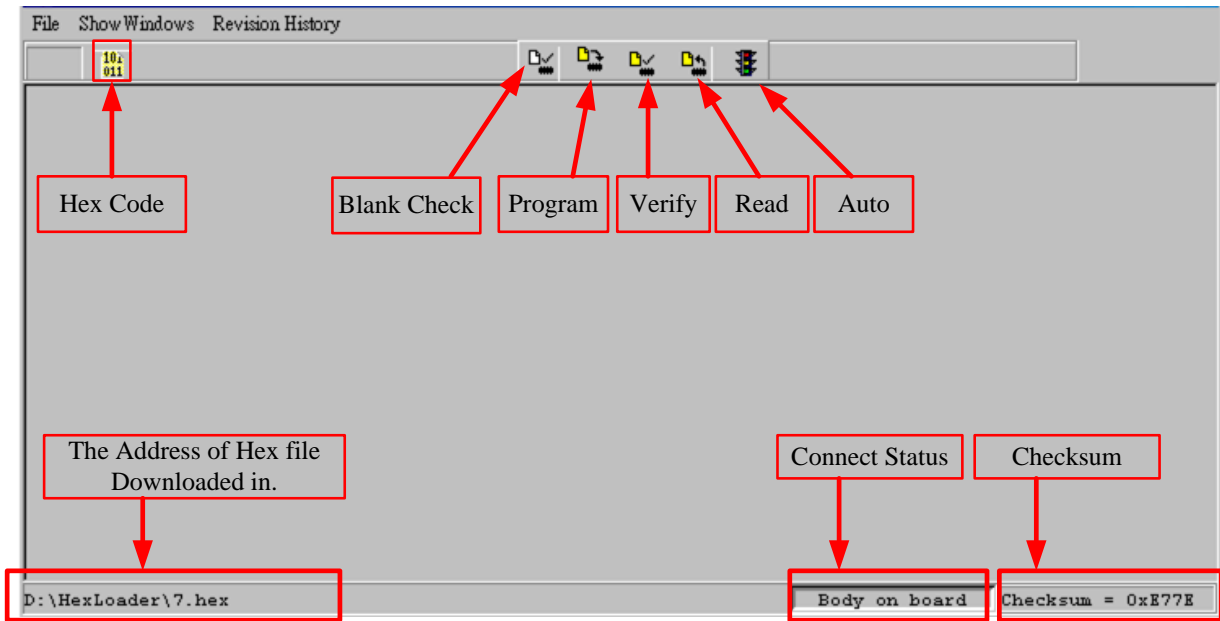 File Show Windows Revision History
101
011
Hex Code
Blank Check
Program
Verify
Read
Auto
The Address of Hex file
Downloaded in.
Connect Status
Checksum
D:\HexLoader\7.hex
Body on board
Checksum = 0xE77E